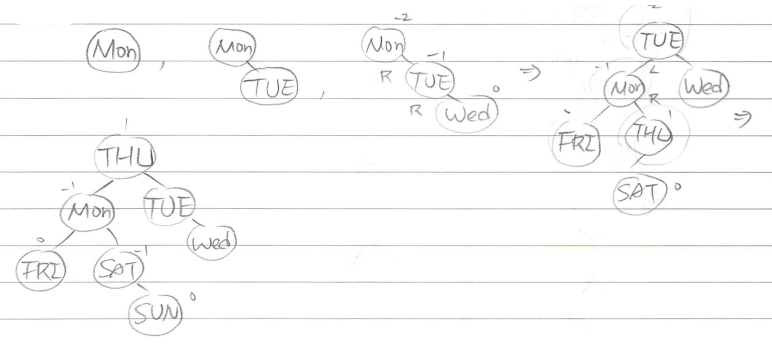 Mon , Mon TUE , Mon -2 R TUE -1 R Wed 0 ⇒
-2
TUE
-1 Mon L R Wed
FRI THU 1 ⇒
SAT 0
1
THU
-1 Mon TUE
Wed
0 FRI SAT -1
SUN 0